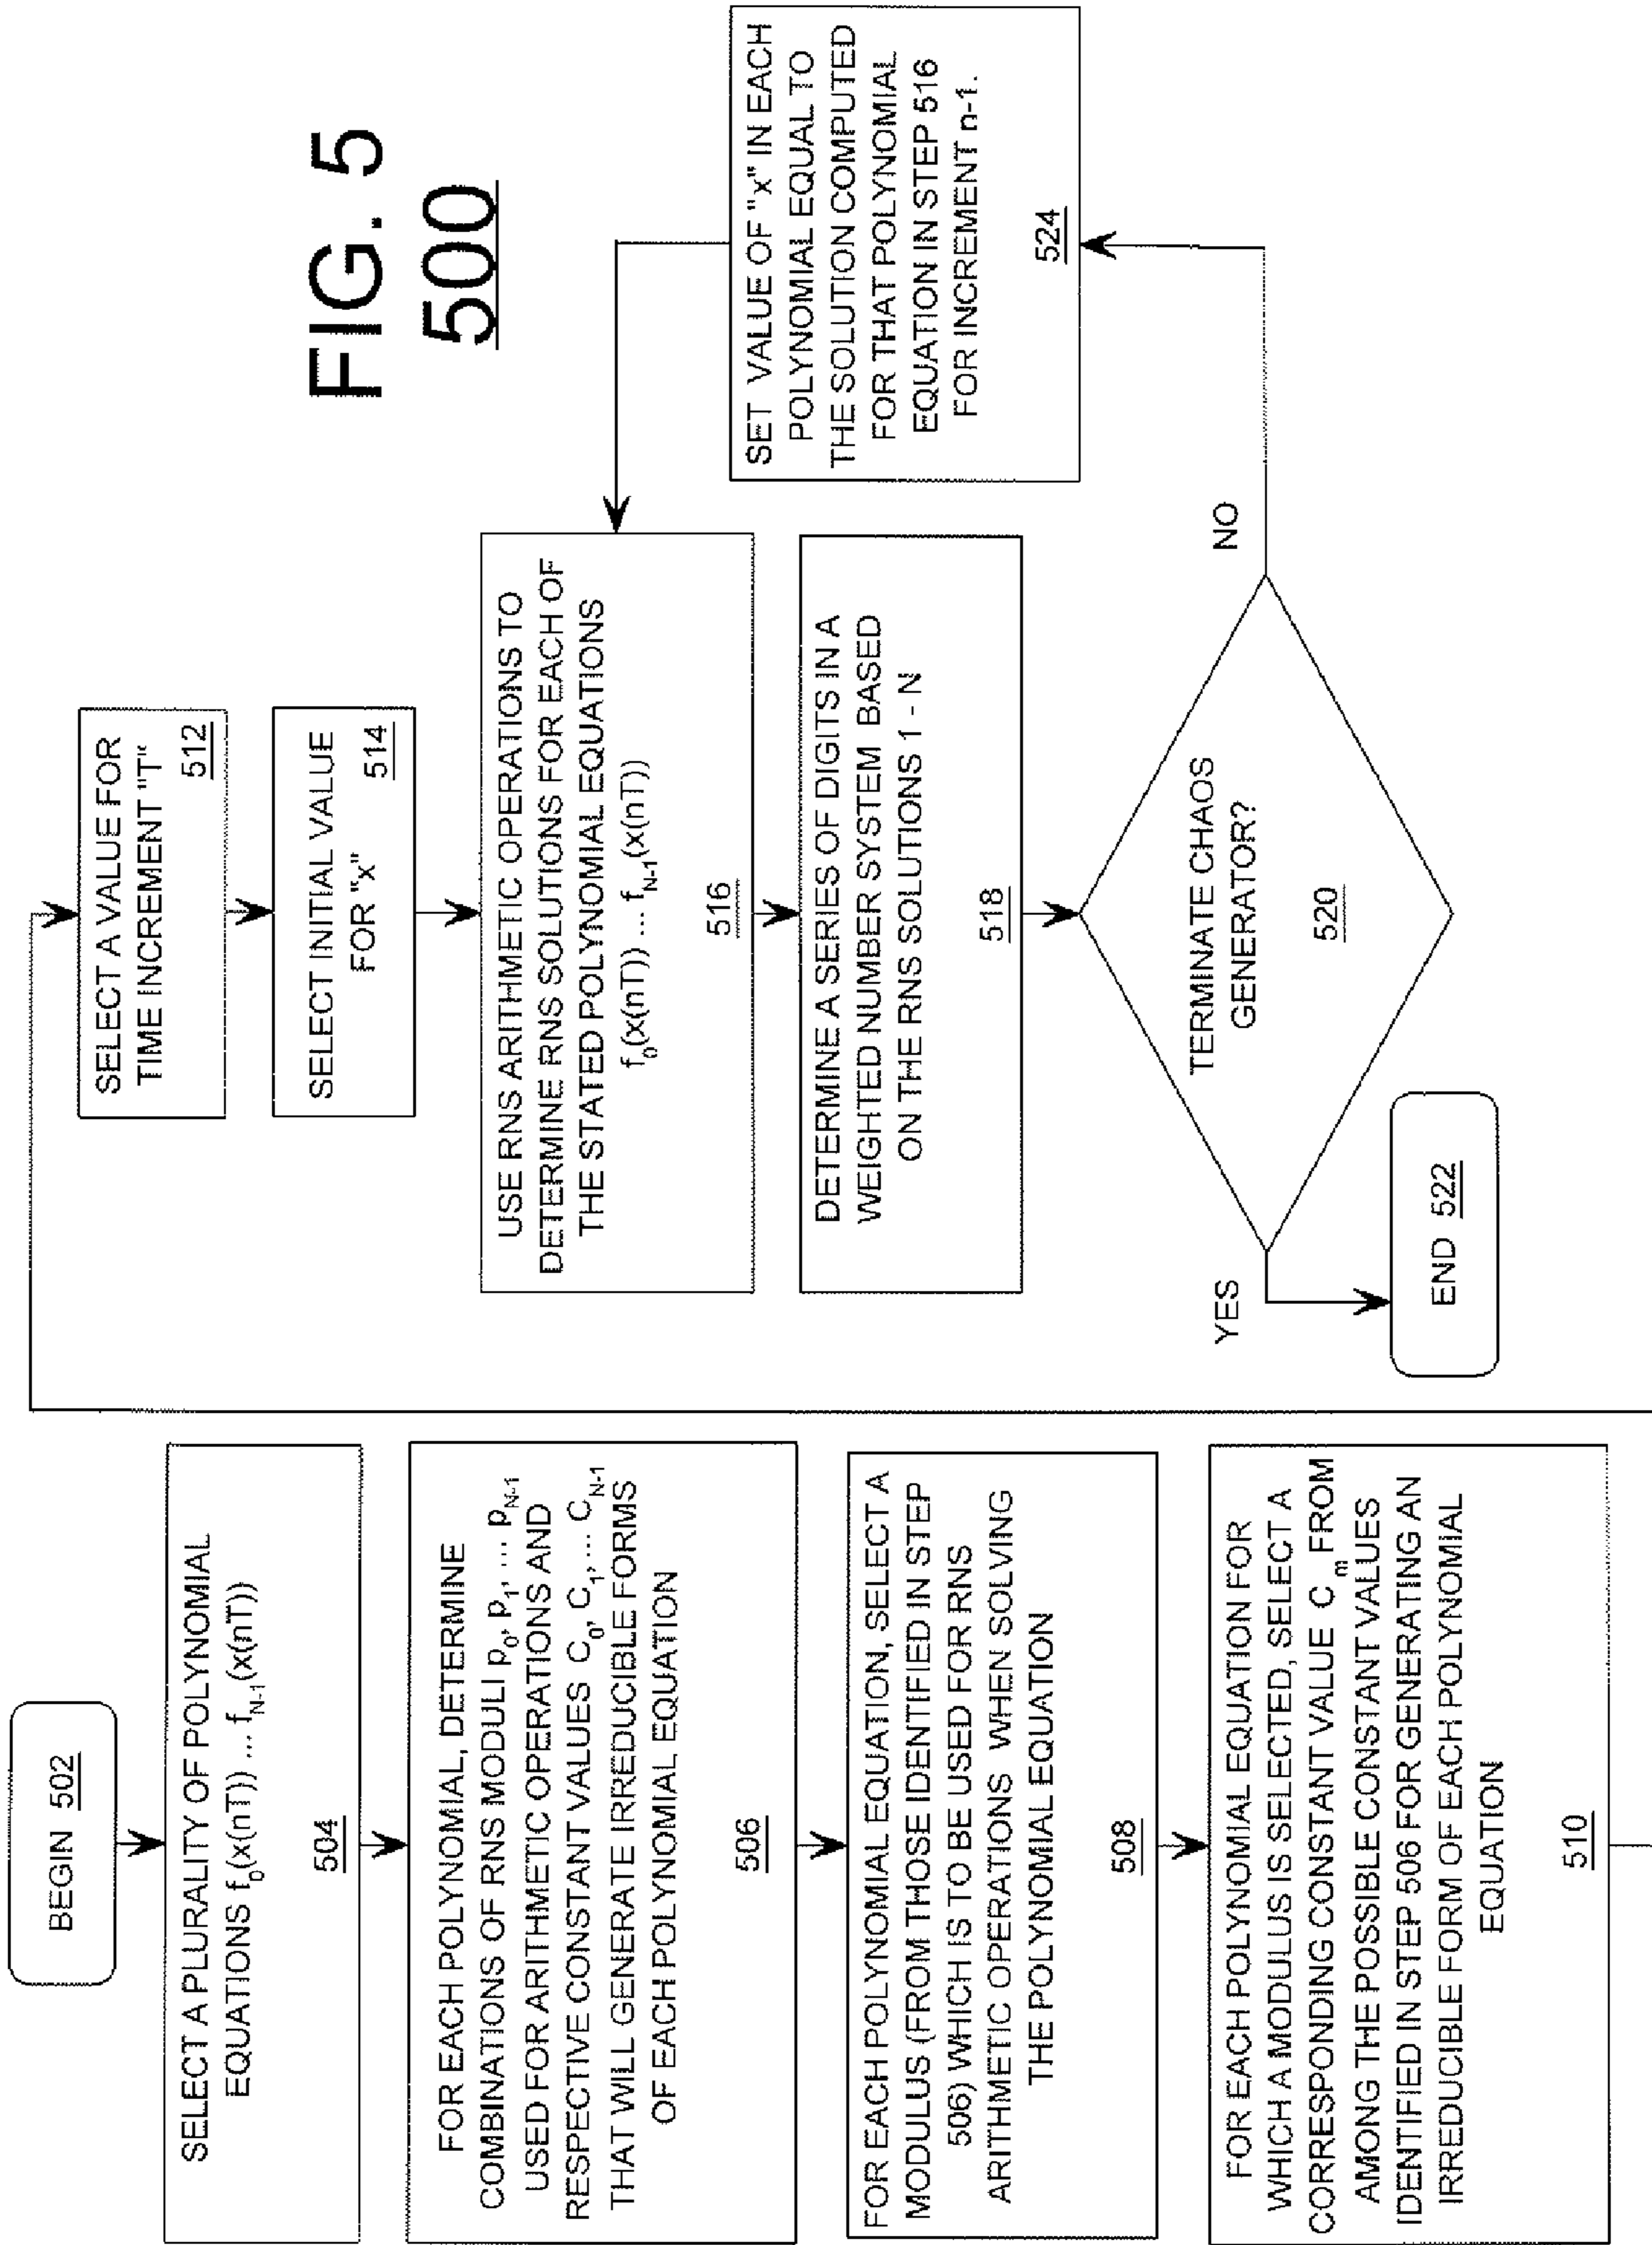 BEGIN 502
SELECT A PLURALITY OF POLYNOMIAL
EQUATIONS f₀(x(nT)) ... f_N-1(x(nT))
504
FOR EACH POLYNOMIAL, DETERMINE
COMBINATIONS OF RNS MODULI p₀, p₁, ... p_N-1
USED FOR ARITHMETIC OPERATIONS AND
RESPECTIVE CONSTANT VALUES C₀, C₁, ... C_N-1
THAT WILL GENERATE IRREDUCIBLE FORMS
OF EACH POLYNOMIAL EQUATION
506
FOR EACH POLYNOMIAL EQUATION, SELECT A
MODULUS (FROM THOSE IDENTIFIED IN STEP
506) WHICH IS TO BE USED FOR RNS
ARITHMETIC OPERATIONS WHEN SOLVING
THE POLYNOMIAL EQUATION
508
FOR EACH POLYNOMIAL EQUATION FOR
WHICH A MODULUS IS SELECTED, SELECT A
CORRESPONDING CONSTANT VALUE C_m FROM
AMONG THE POSSIBLE CONSTANT VALUES
IDENTIFIED IN STEP 506 FOR GENERATING AN
IRREDUCIBLE FORM OF EACH POLYNOMIAL
EQUATION
510
SELECT A VALUE FOR
TIME INCREMENT "T"
512
SELECT INITIAL VALUE
FOR "x"
514
USE RNS ARITHMETIC OPERATIONS TO
DETERMINE RNS SOLUTIONS FOR EACH OF
THE STATED POLYNOMIAL EQUATIONS
f₀(x(nT)) ... f_N-1(x(nT))
516
DETERMINE A SERIES OF DIGITS IN A
WEIGHTED NUMBER SYSTEM BASED
ON THE RNS SOLUTIONS 1 - N
518
TERMINATE CHAOS
GENERATOR?
520
YES
NO
END 522
SET VALUE OF "x" IN EACH
POLYNOMIAL EQUAL TO
THE SOLUTION COMPUTED
FOR THAT POLYNOMIAL
EQUATION IN STEP 516
FOR INCREMENT n-1.
524
FIG. 5
500